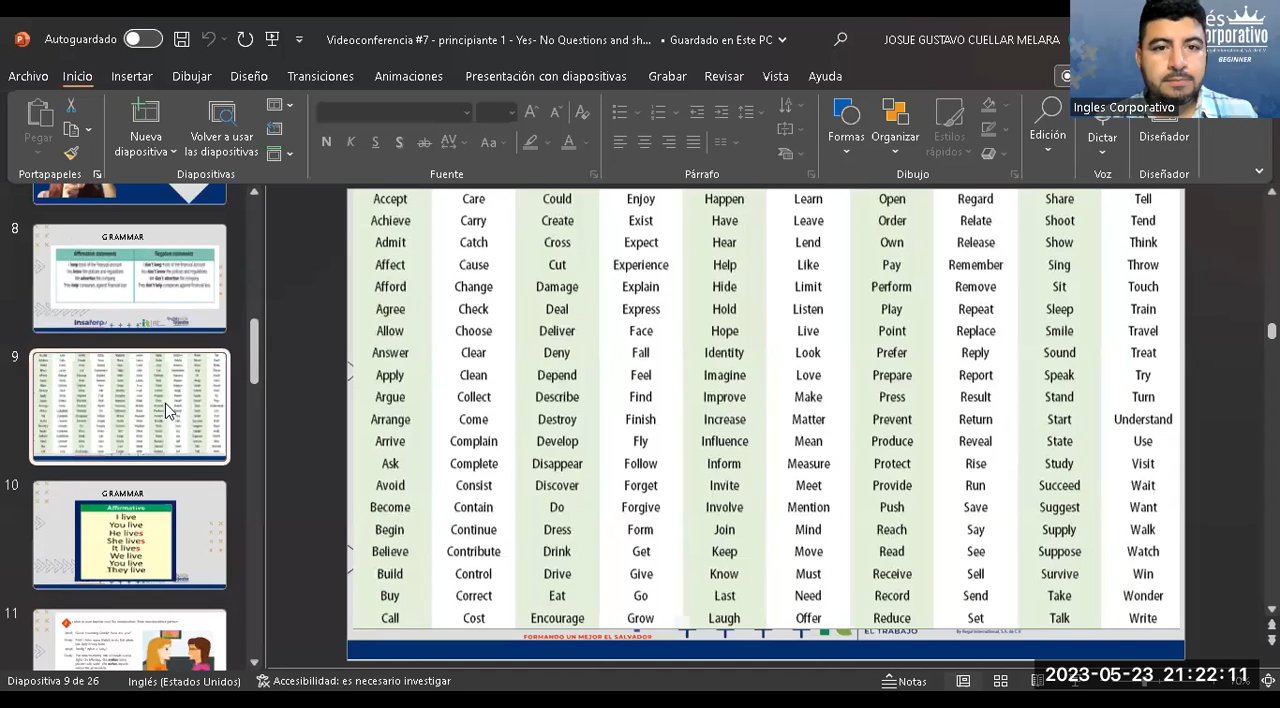 Autoguardado
Videoconferencia #7 - principiante 1 - Yes- No Questions and sh... • Guardado en Este PC
JOSUE GUSTAVO CUELLAR MELARA
Archivo Inicio Insertar Dibujar Diseño Transiciones Animaciones Presentación con diapositivas Grabar Revisar Vista Ayuda
Corporativo
BEGINNER
Ingles Corporativo
Pegar
Nueva diapositiva
Volver a usar las diapositivas
Formas
Organizar
Estilos rápidos
Edición
Dictar
Diseñador
Portapapeles Diapositivas Fuente Párrafo Dibujo Voz Diseñador
8
GRAMMAR
Affirmative statements Negative statements
Insaforp
9
10
GRAMMAR
Affirmative
I live
You live
He lives
She lives
It lives
We live
You live
They live
11
Accept Care Could Enjoy Happen Learn Open Regard Share Tell
Achieve Carry Create Exist Have Leave Order Relate Shoot Tend
Admit Catch Cross Expect Hear Lend Own Release Show Think
Affect Cause Cut Experience Help Like Pay Remember Sing Throw
Afford Change Damage Explain Hide Limit Perform Remove Sit Touch
Agree Check Deal Express Hold Listen Play Repeat Sleep Train
Allow Choose Deliver Face Hope Live Point Replace Smile Travel
Answer Clear Deny Fall Identity Look Prefer Reply Sound Treat
Apply Clean Depend Feel Imagine Love Prepare Report Speak Try
Argue Collect Describe Find Improve Make Press Result Stand Turn
Arrange Come Destroy Finish Increase Matter Prevent Return Start Understand
Arrive Complain Develop Fly Influence Mean Produce Reveal State Use
Ask Complete Disappear Follow Inform Measure Protect Rise Study Visit
Avoid Consist Discover Forget Invite Meet Provide Run Succeed Wait
Become Contain Do Forgive Involve Mention Push Save Suggest Want
Begin Continue Dress Form Join Mind Reach Say Supply Walk
Believe Contribute Drink Get Keep Move Read See Suppose Watch
Build Control Drive Give Know Must Receive Sell Survive Win
Buy Correct Eat Go Last Need Record Send Take Wonder
Call Cost Encourage Grow Laugh Offer Reduce Set Talk Write
FORMANDO UN MEJOR EL SALVADOR
EL TRABAJO
Diapositiva 9 de 26 Inglés (Estados Unidos) Accesibilidad: es necesario investigar
Notas
2023-05-23 21:22:11